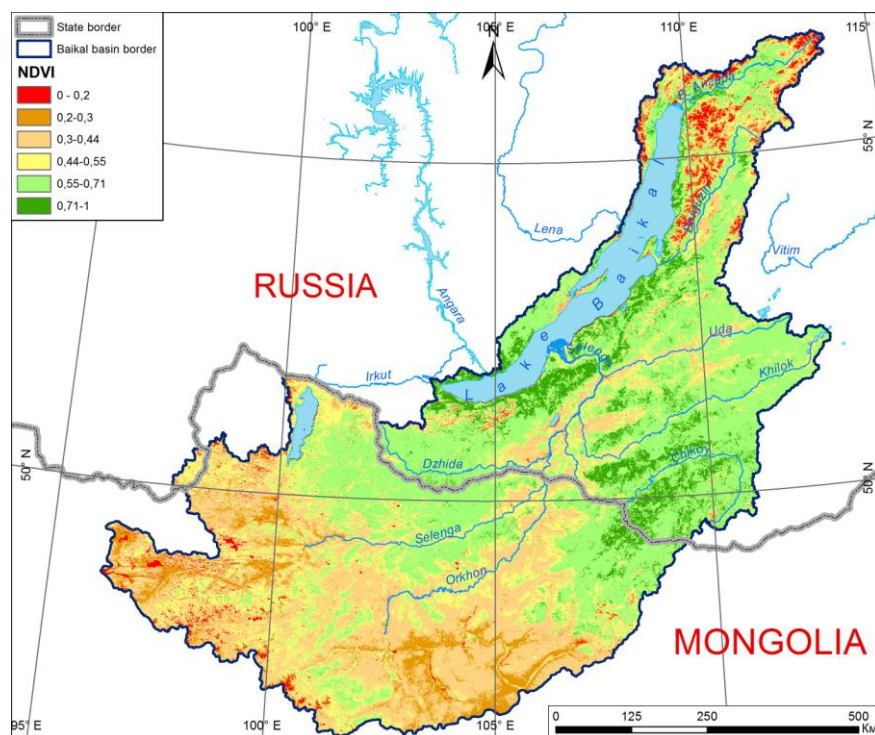 State border
Baikal basin border
NDVI
0 - 0,2
0,2-0,3
0,3-0,44
0,44-0,55
0,55-0,71
0,71-1
100° E
105° E
110° E
115°
N
55° N
50° N
50° N
95° E
100° E
105° E
RUSSIA
MONGOLIA
Lake Baikal
Lena
Vitim
Angara
Irkut
Selenga
Uda
Khilok
Chikoy
Dzhida
Selenga
Orkhon
0 125 250 500
Км